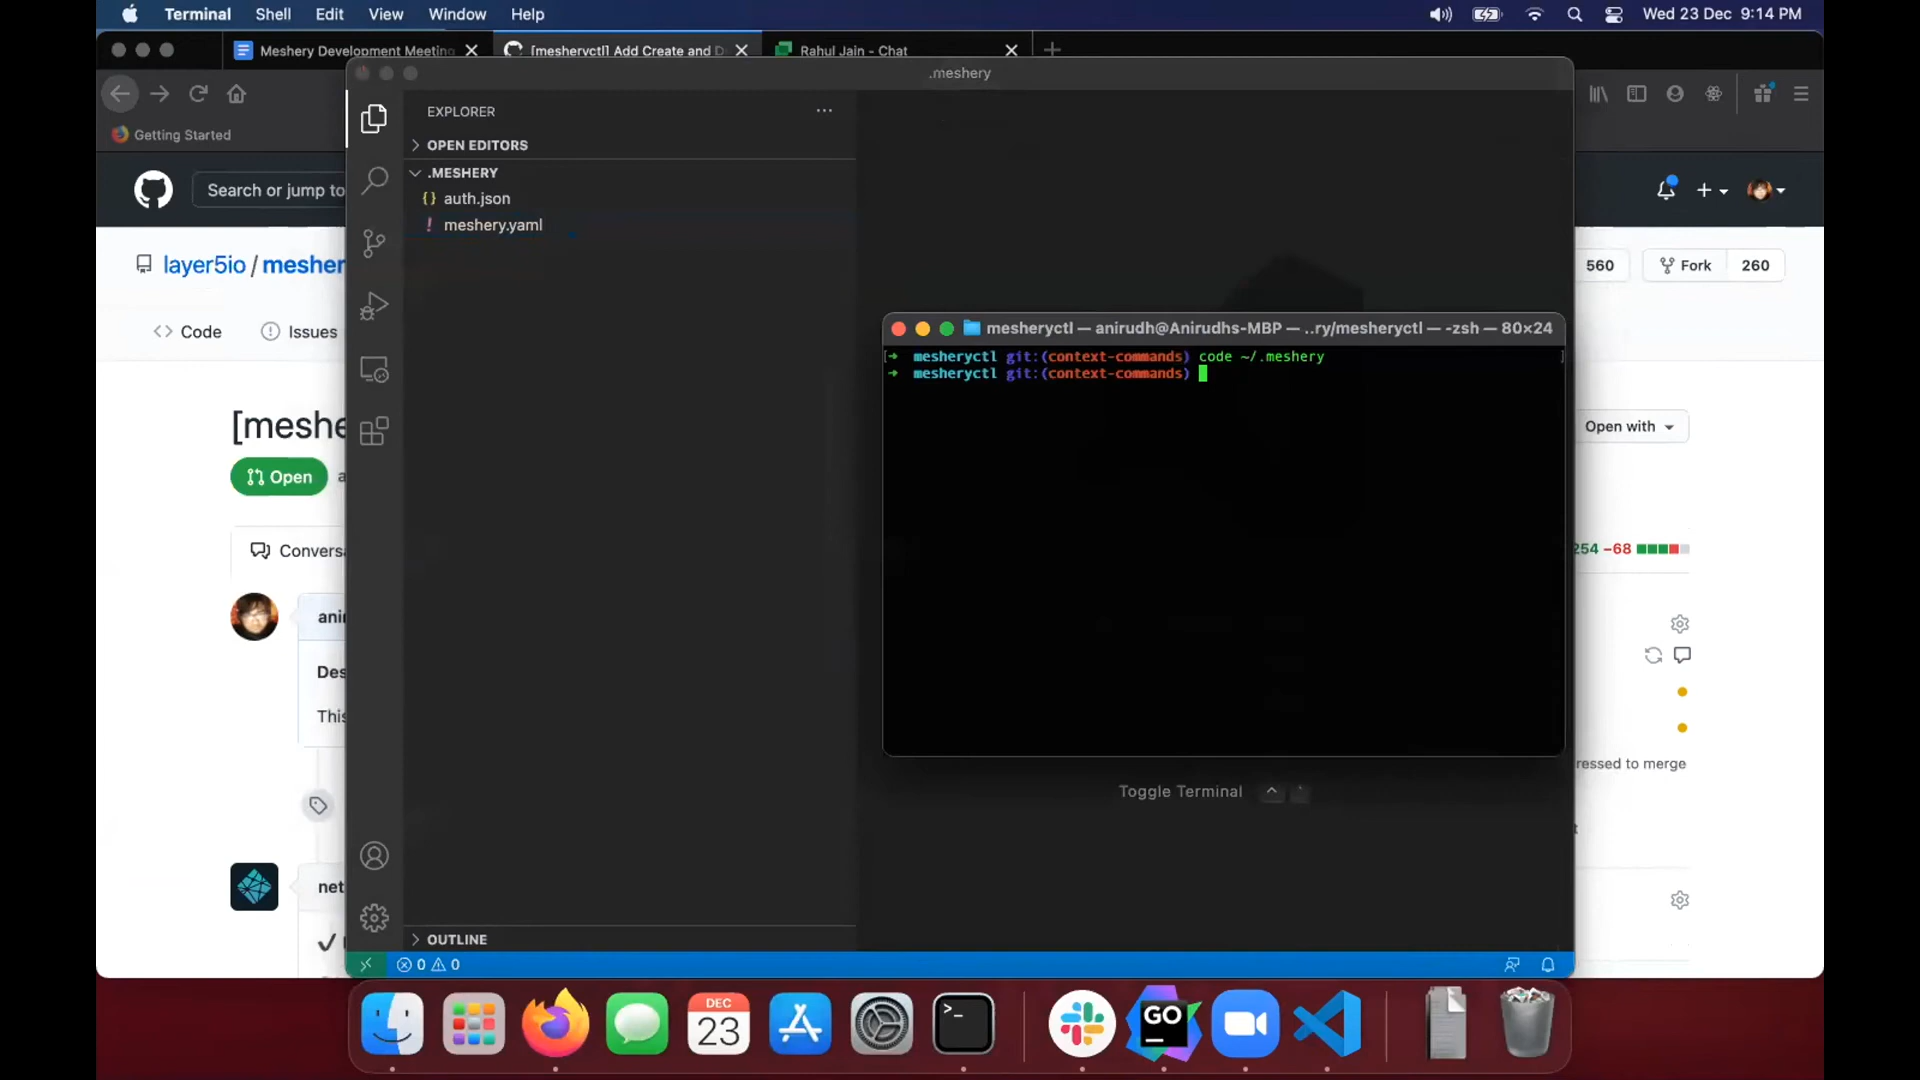 Terminal Shell Edit View Window Help Wed 23 Dec 9:14 PM
Meshery Development Meeting
[mesheryctl] Add Create and D
Rahul Jain - Chat
.meshery
Getting Started
EXPLORER
OPEN EDITORS
.MESHERY
{} auth.json
! meshery.yaml
OUTLINE
0 0
Search or jump to
layer5io / mesher
560
Fork 260
Code
Issues
[meshe
Open with
Open
Convers
254 −68
ani
Des
This
ressed to merge
net
mesheryctl — anirudh@Anirudhs-MBP — ..ry/mesheryctl — -zsh — 80×24
[➜ mesheryctl git:(context-commands) code ~/.meshery ]
➜ mesheryctl git:(context-commands)
Toggle Terminal ^ `
DEC
23
>_
GO